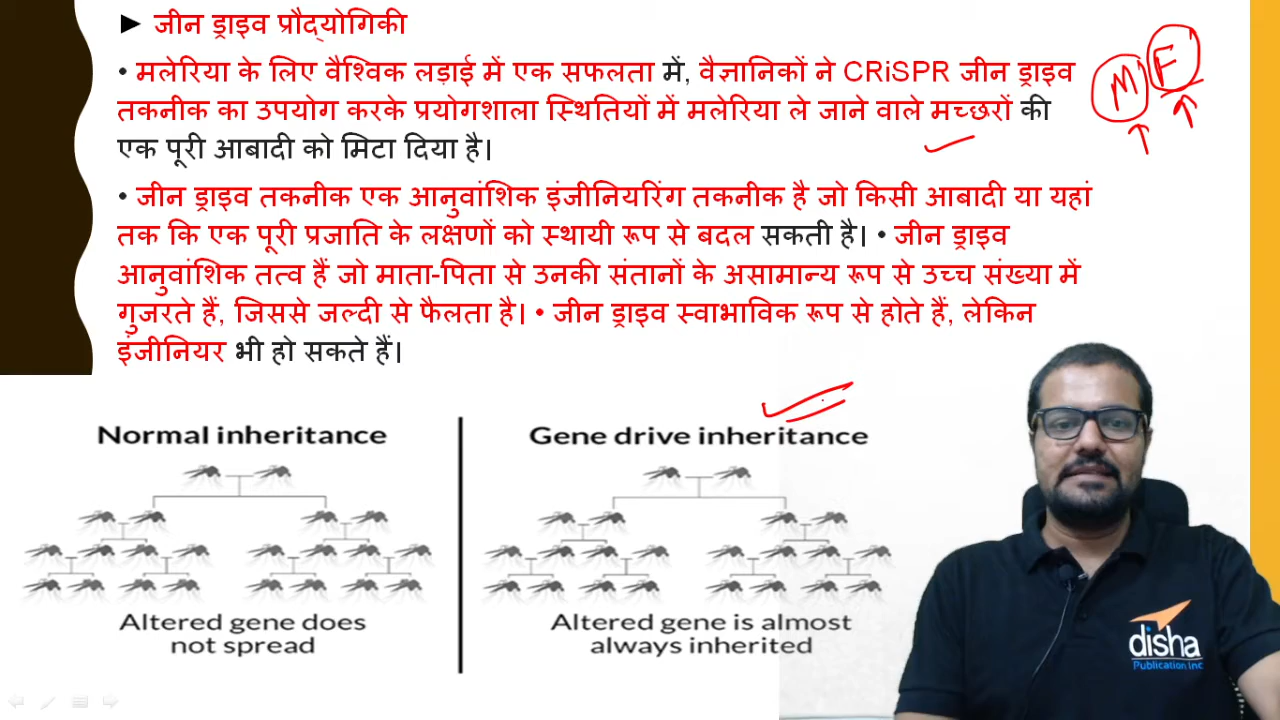 ► जीन ड्राइव प्रौद्योगिकी
• मलेरिया के लिए वैश्विक लड़ाई में एक सफलता में, वैज्ञानिकों ने CRiSPR जीन ड्राइव
तकनीक का उपयोग करके प्रयोगशाला स्थितियों में मलेरिया ले जाने वाले मच्छरों की
एक पूरी आबादी को मिटा दिया है।
• जीन ड्राइव तकनीक एक आनुवांशिक इंजीनियरिंग तकनीक है जो किसी आबादी या यहां
तक कि एक पूरी प्रजाति के लक्षणों को स्थायी रूप से बदल सकती है। • जीन ड्राइव
आनुवांशिक तत्व हैं जो माता-पिता से उनकी संतानों के असामान्य रूप से उच्च संख्या में
गुजरते हैं, जिससे जल्दी से फैलता है। • जीन ड्राइव स्वाभाविक रूप से होते हैं, लेकिन
इंजीनियर भी हो सकते हैं।
M F
Normal inheritance
Altered gene does
not spread
Gene drive inheritance
Altered gene is almost
always inherited
disha
Publication Inc